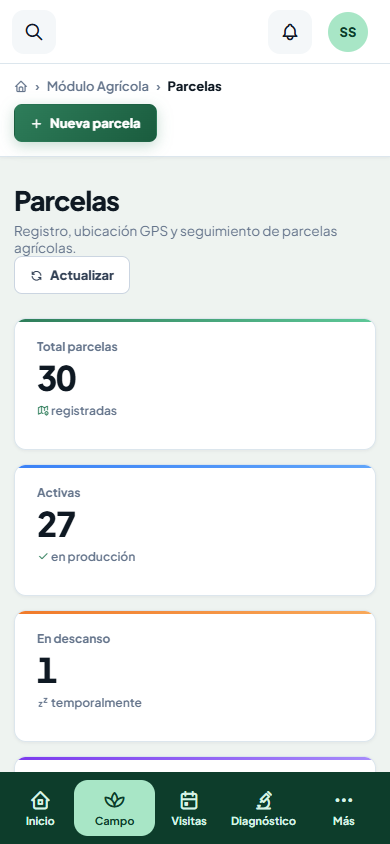 SS
Módulo Agrícola › Parcelas
+ Nueva parcela
Parcelas
Registro, ubicación GPS y seguimiento de parcelas
agrícolas.
Actualizar
Total parcelas
30
registradas
Activas
27
en producción
En descanso
1
zz temporalmente
Inicio
Campo
Visitas
Diagnóstico
Más